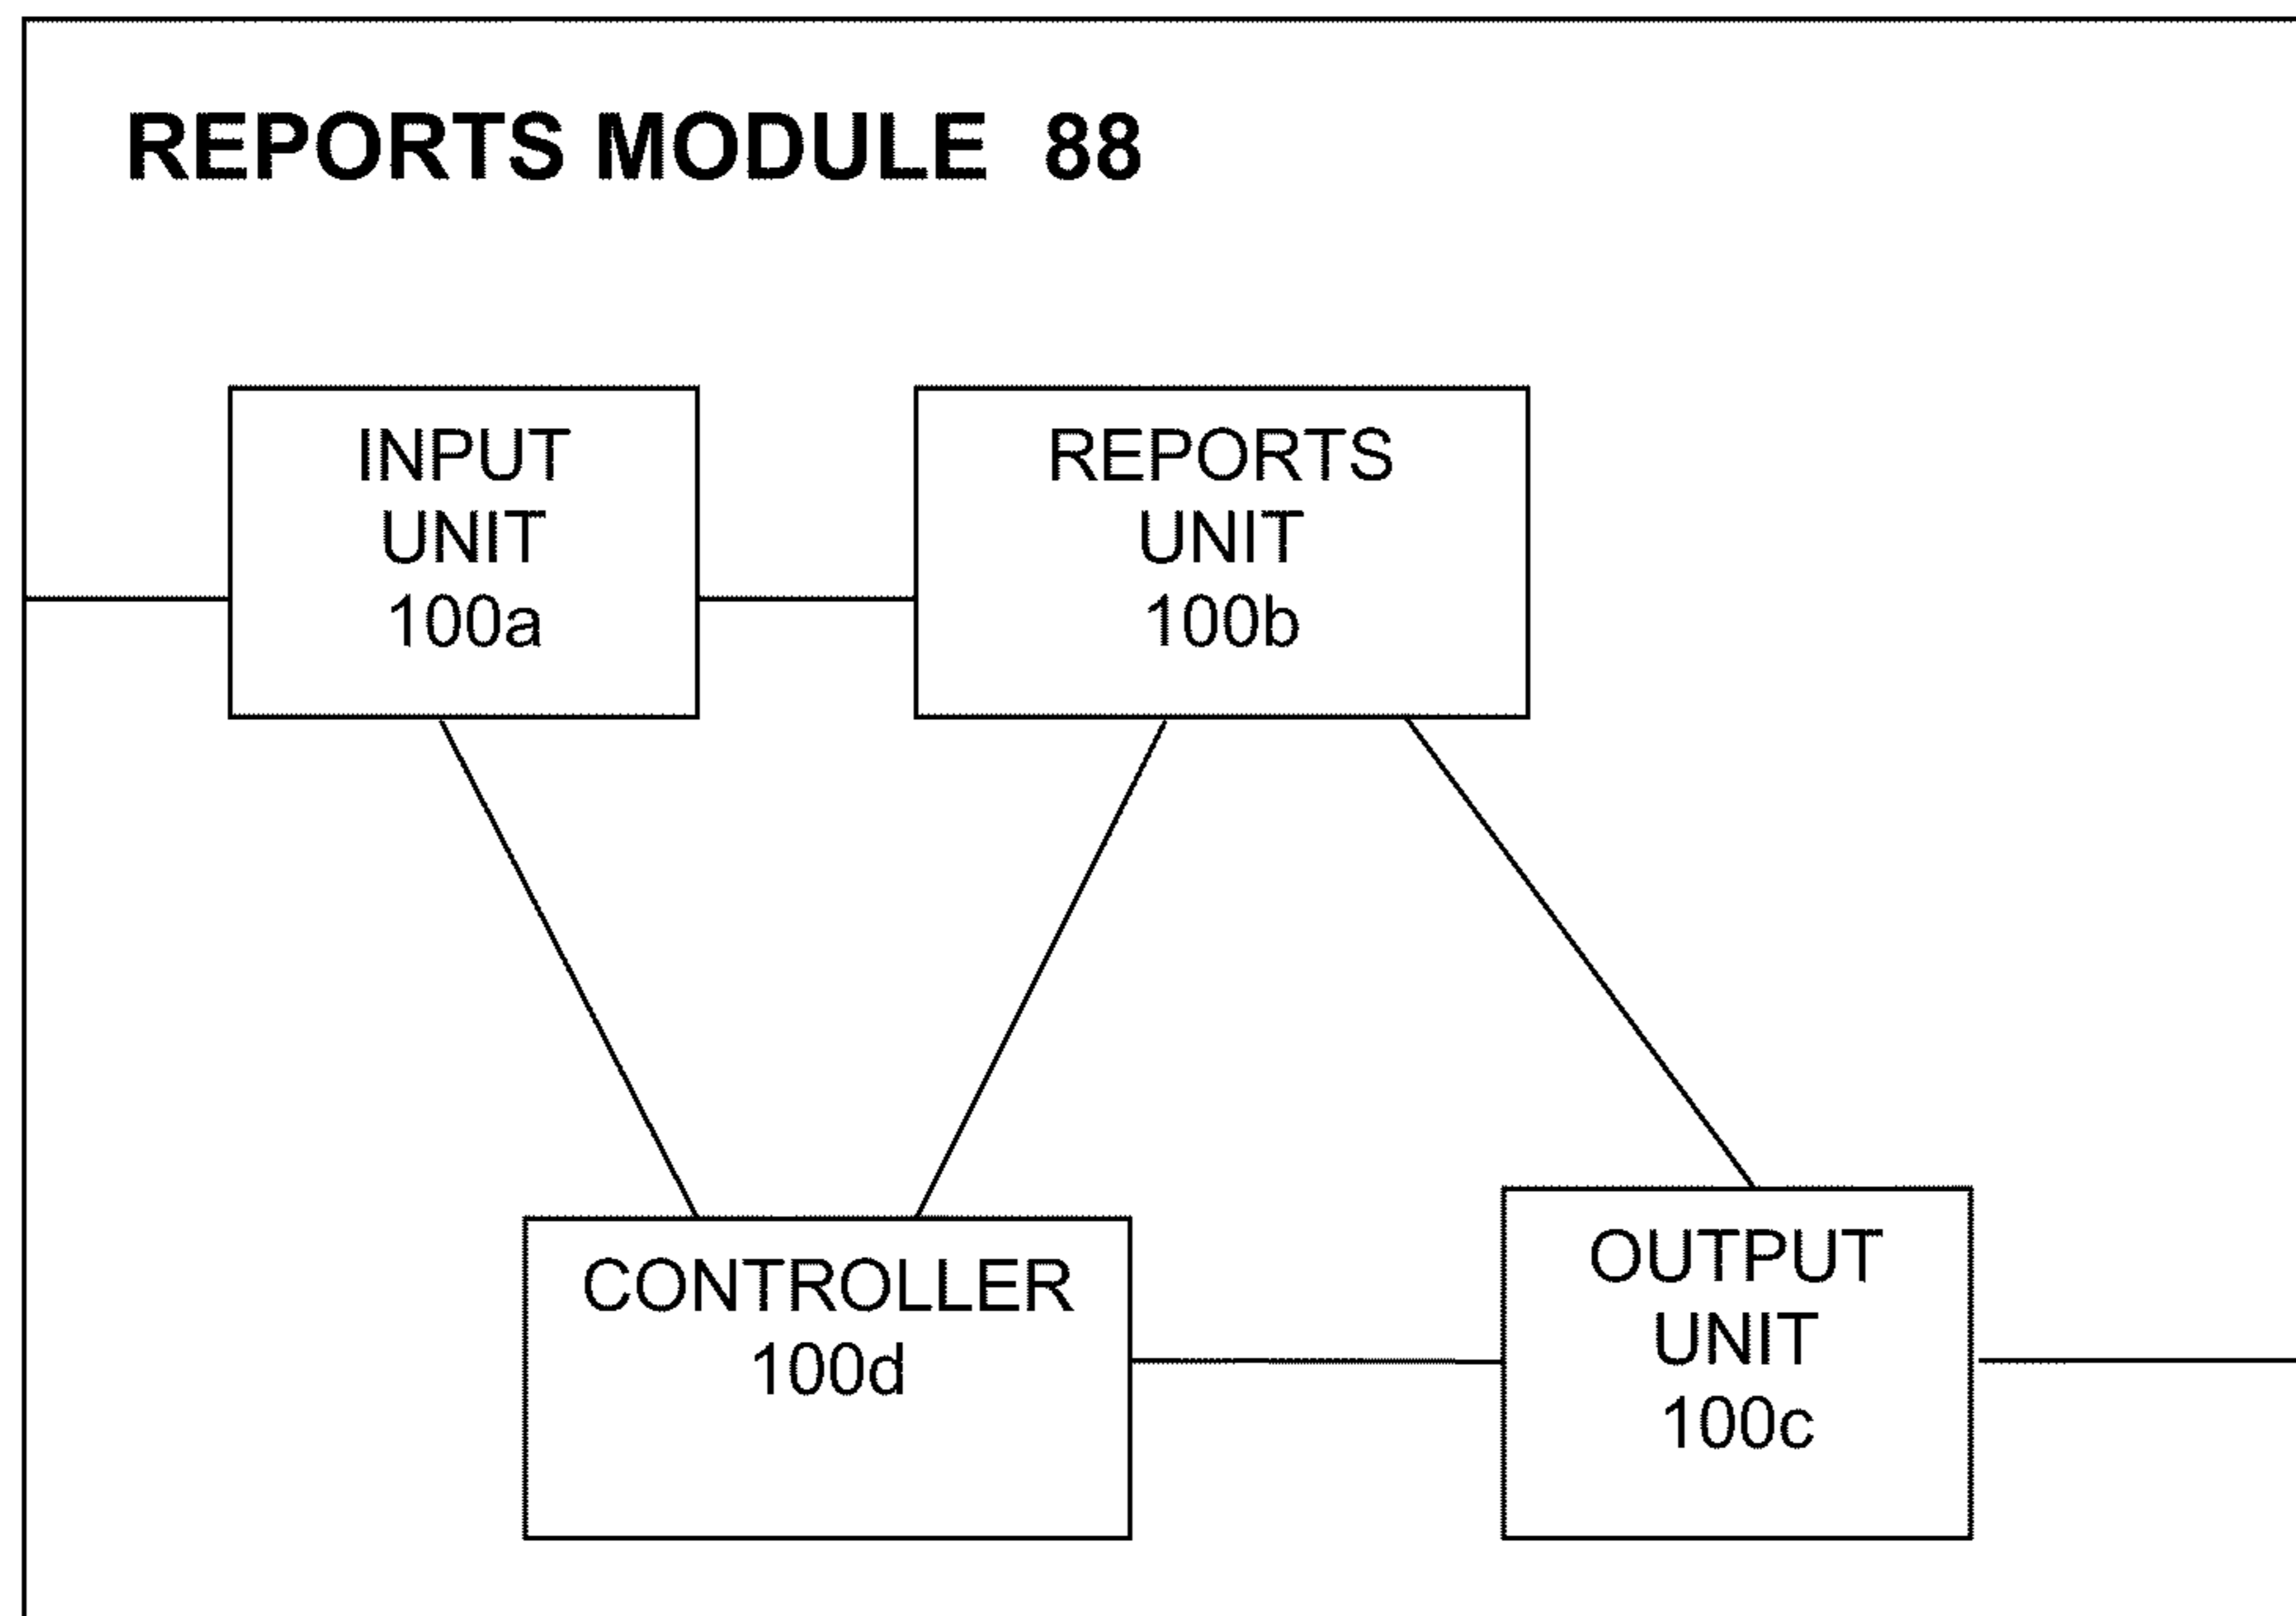 REPORTS MODULE 88
INPUT
UNIT
100a
REPORTS
UNIT
100b
CONTROLLER
100d
OUTPUT
UNIT
100c